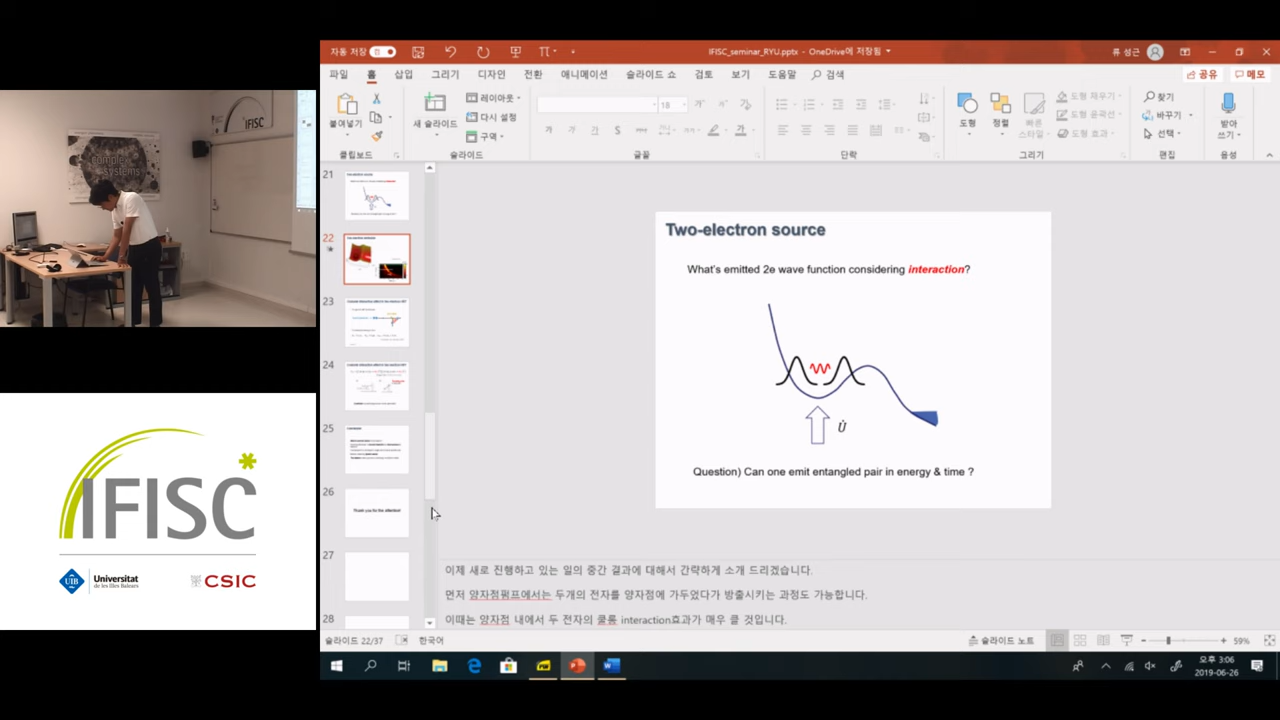 complex
systems
IFISC
IFISC
UIB
Universitat
de les Illes Balears
CSIC
자동 저장
IFISC_seminar_RYU.pptx - OneDrive에 저장됨
류 성근
파일 홈 삽입 그리기 디자인 전환 애니메이션 슬라이드 쇼 검토 보기 도움말 검색
공유 메모
붙여넣기
클립보드
새 슬라이드
레이아웃
다시 설정
구역
슬라이드
18
글꼴
단락
도형
정렬
빠른 스타일
도형 채우기
도형 윤곽선
도형 효과
그리기
찾기
바꾸기
선택
편집
받아쓰기
음성
21
22
23
24
25
26
Thank you for the attention!
27
28
Two-electron source
What's emitted 2e wave function considering interaction?
U̇
Question) Can one emit entangled pair in energy & time ?
이제 새로 진행하고 있는 일의 중간 결과에 대해서 간략하게 소개 드리겠습니다.
먼저 양자점펌프에서는 두개의 전자를 양자점에 가두었다가 방출시키는 과정도 가능합니다.
이때는 양자점 내에서 두 전자의 쿨롱 interaction효과가 매우 클 것입니다.
슬라이드 22/37
한국어
슬라이드 노트
59%
오후 3:06
2019-06-26